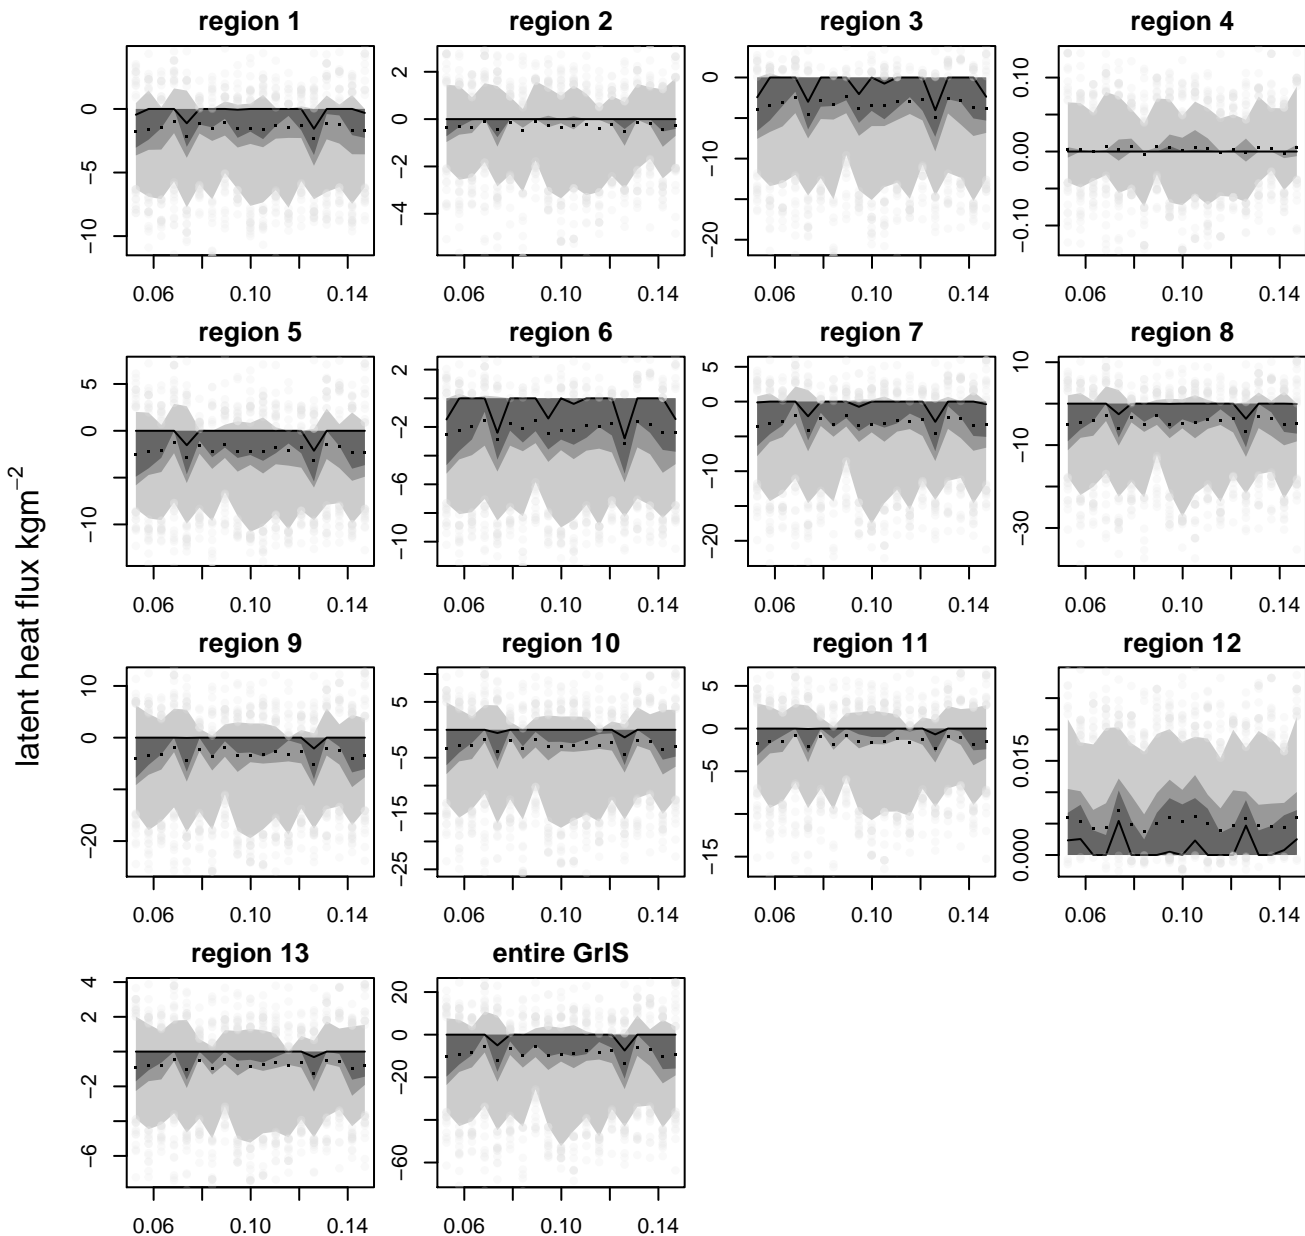 region 1
region 2
region 3
region 4
0
−5
−10
2
0
−2
−4
0
−10
−20
0.10
0.00
−0.10
0.06 0.10 0.14
0.06 0.10 0.14
0.06 0.10 0.14
0.06 0.10 0.14
region 5
region 6
region 7
region 8
5
0
−10
2
−2
−6
−10
5
0
−10
−20
10
−10
−30
0.06 0.10 0.14
0.06 0.10 0.14
0.06 0.10 0.14
0.06 0.10 0.14
latent heat flux kgm−2
region 9
region 10
region 11
region 12
10
0
−20
5
−5
−15
−25
5
0
−5
−15
0.015
0.000
0.06 0.10 0.14
0.06 0.10 0.14
0.06 0.10 0.14
0.06 0.10 0.14
region 13
entire GrIS
4
2
−2
−6
20
0
−20
−60
0.06 0.10 0.14
0.06 0.10 0.14